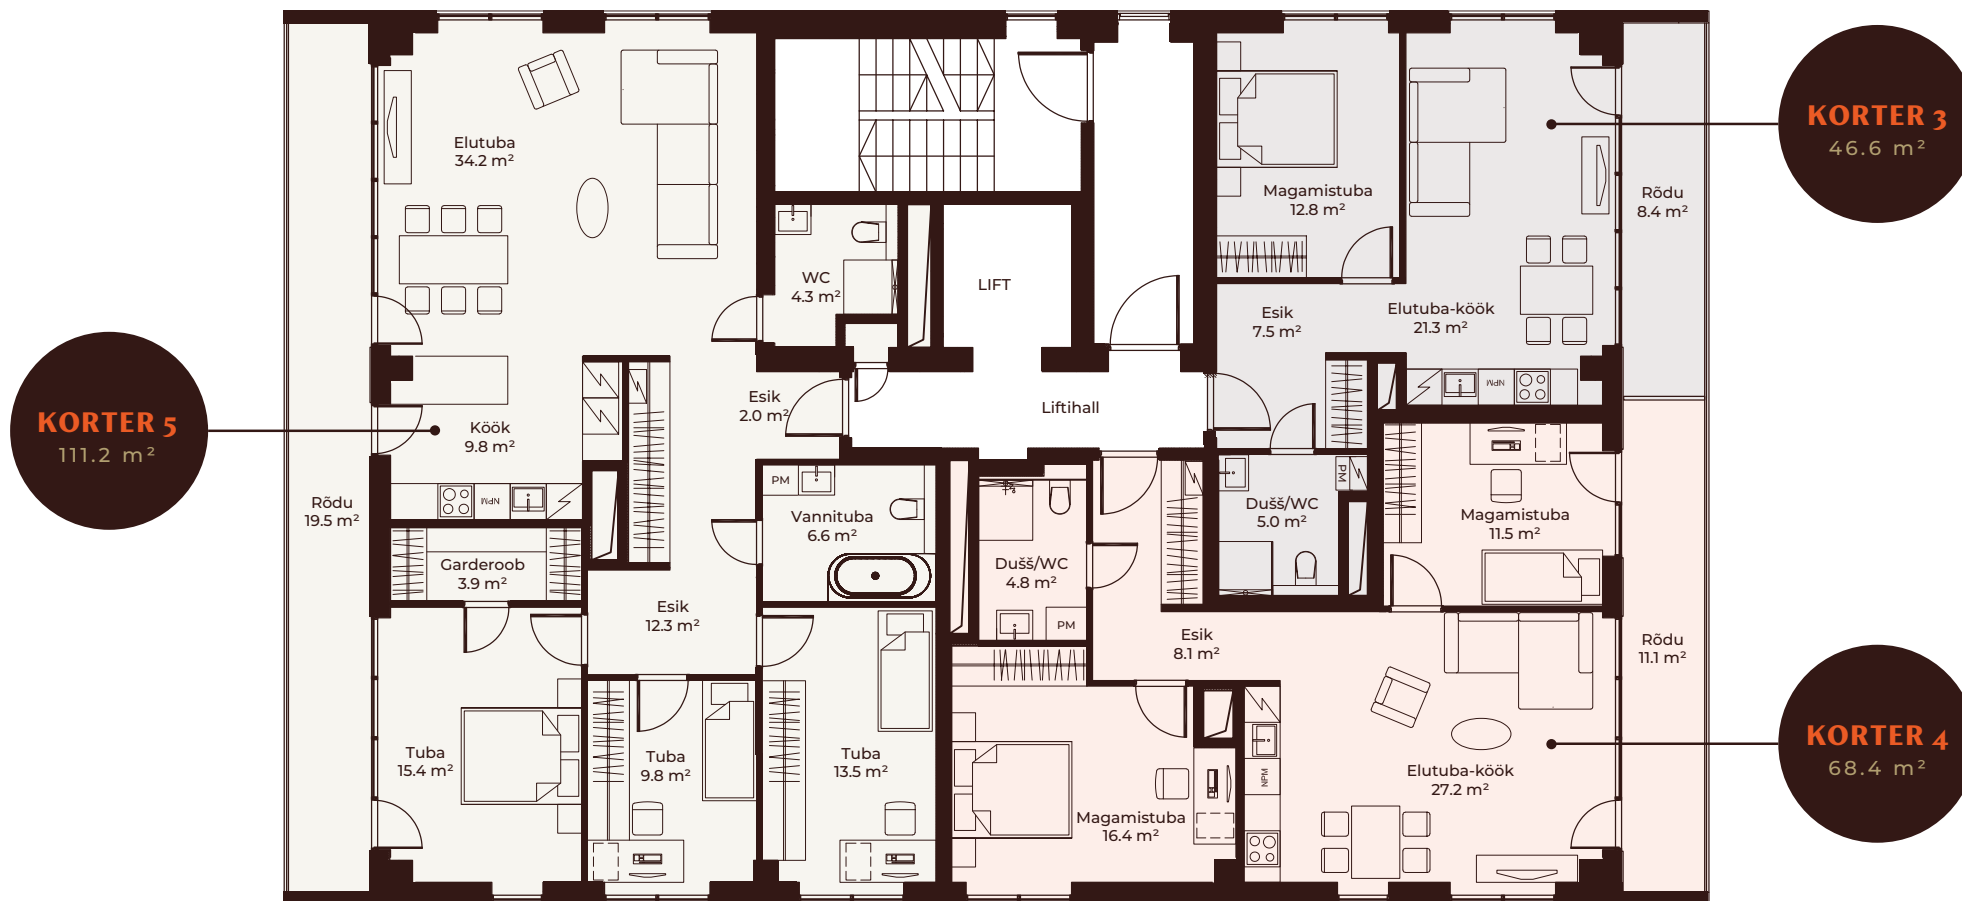 KORTER 5
111.2 m²
Rõdu
19.5 m²
Elutuba
34.2 m²
Köök
9.8 m²
NPM
Garderoob
3.9 m²
Tuba
15.4 m²
Esik
12.3 m²
Tuba
9.8 m²
Tuba
13.5 m²
PM
Vannituba
6.6 m²
Esik
2.0 m²
WC
4.3 m²
LIFT
Liftihall
KORTER 3
46.6 m²
Magamistuba
12.8 m²
Esik
7.5 m²
Elutuba-köök
21.3 m²
NPM
Rõdu
8.4 m²
Dušš/WC
5.0 m²
PM
KORTER 4
68.4 m²
Magamistuba
11.5 m²
Rõdu
11.1 m²
Dušš/WC
4.8 m²
PM
Esik
8.1 m²
Magamistuba
16.4 m²
NPM
Elutuba-köök
27.2 m²